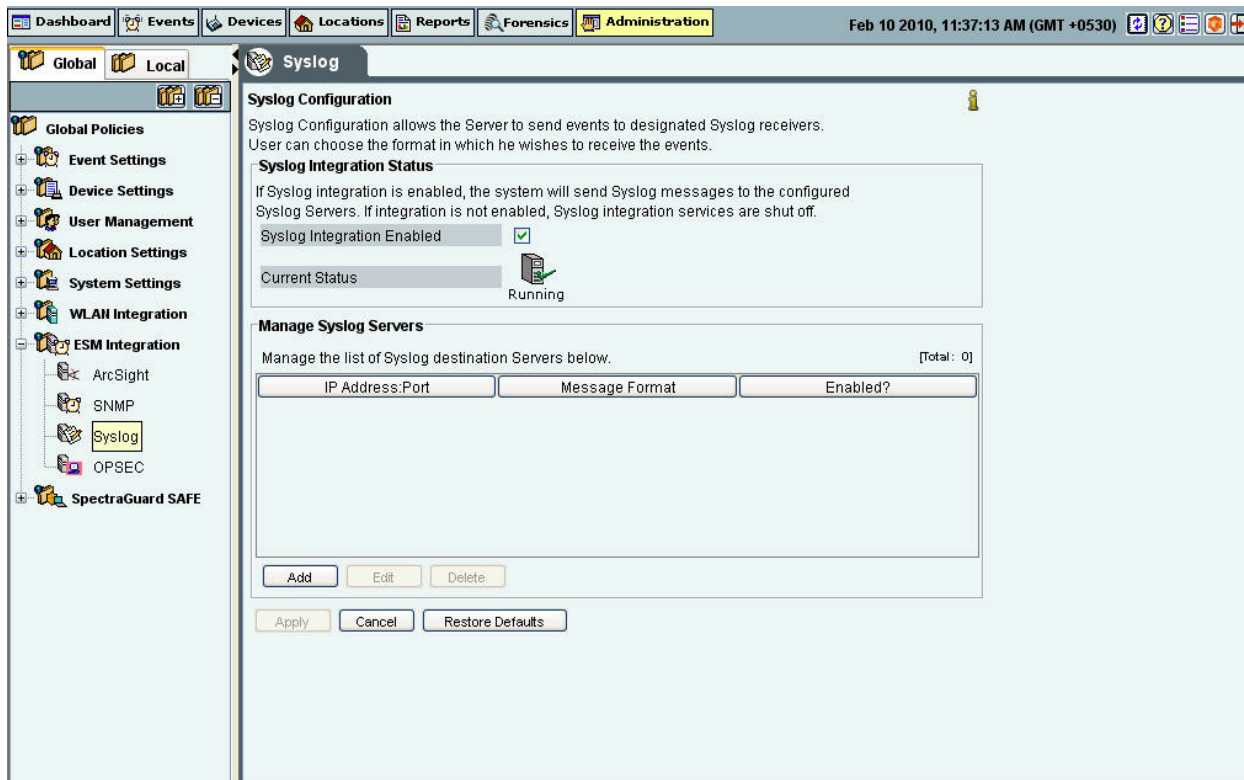 Dashboard Events Devices Locations Reports Forensics Administration Feb 10 2010, 11:37:13 AM (GMT +0530)
Global Local
Global Policies
Event Settings
Device Settings
User Management
Location Settings
System Settings
WLAN Integration
ESM Integration
ArcSight
SNMP
Syslog
OPSEC
SpectraGuard SAFE
Syslog
Syslog Configuration
Syslog Configuration allows the Server to send events to designated Syslog receivers.
User can choose the format in which he wishes to receive the events.
Syslog Integration Status
If Syslog integration is enabled, the system will send Syslog messages to the configured
Syslog Servers. If integration is not enabled, Syslog integration services are shut off.
Syslog Integration Enabled
Current Status
Running
Manage Syslog Servers
Manage the list of Syslog destination Servers below. [Total: 0]
IP Address:Port Message Format Enabled?
Add Edit Delete
Apply Cancel Restore Defaults